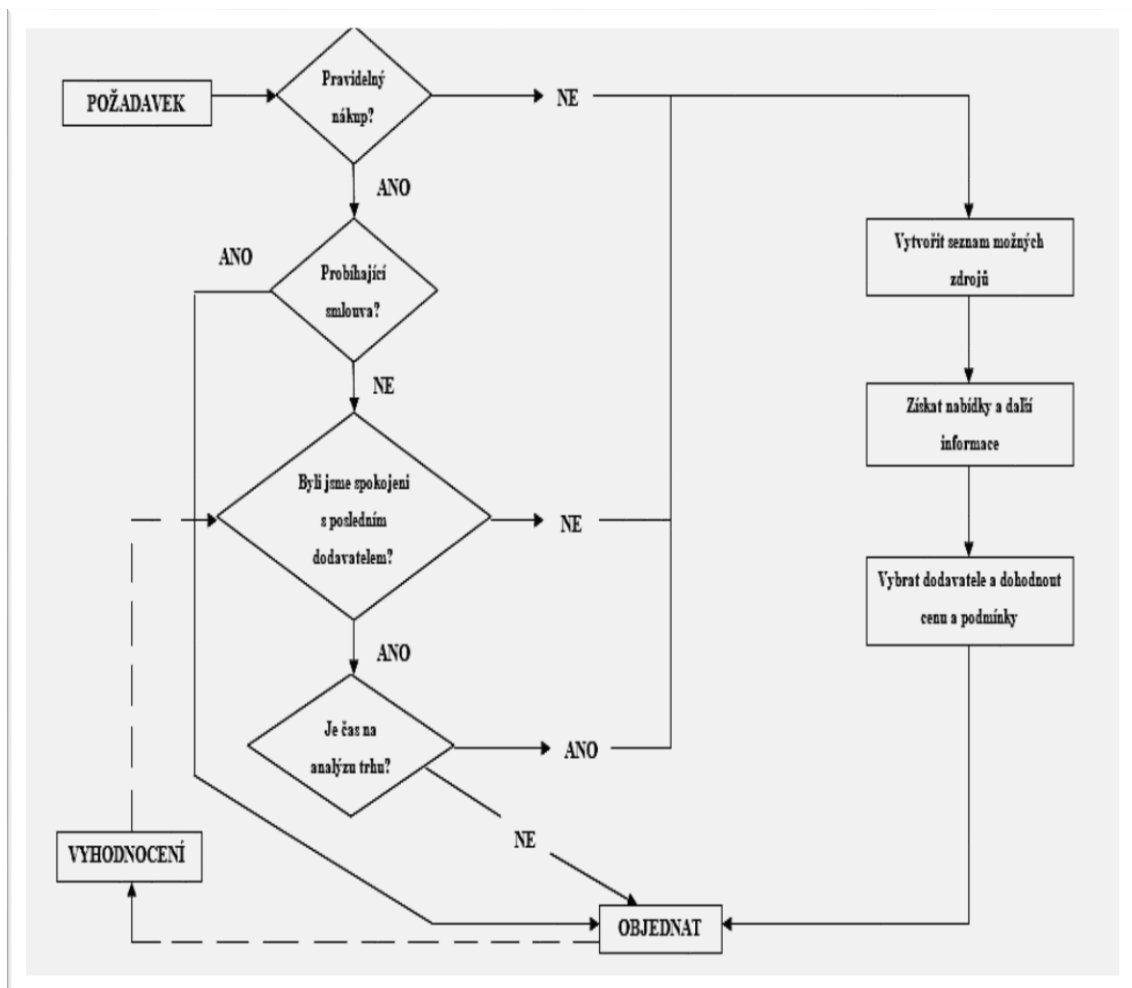 Pravidelný
nákup?
POŽADAVEK
NE
ANO
ANO
Probíhající
smlouva?
Vytvořit seznam možných
zdrojů
NE
Získat nabídky a další
informace
Byli jsme spokojeni
s posledním
dodavatelem?
NE
Vybrat dodavatele a dohodnout
cenu a podmínky
ANO
Je čas na
analýzu trhu?
ANO
NE
VYHODNOCENÍ
OBJEDNAT